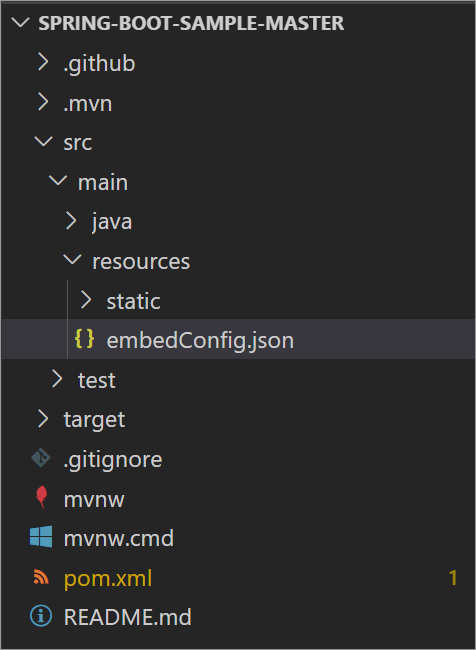 SPRING-BOOT-SAMPLE-MASTER
.github
.mvn
src
main
java
resources
static
{} embedConfig.json
test
target
.gitignore
mvnw
mvnw.cmd
pom.xml 1
README.md